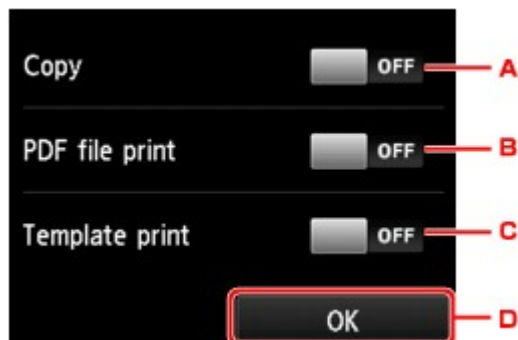 Copy OFF A
PDF file print OFF B
Template print OFF C
OK D